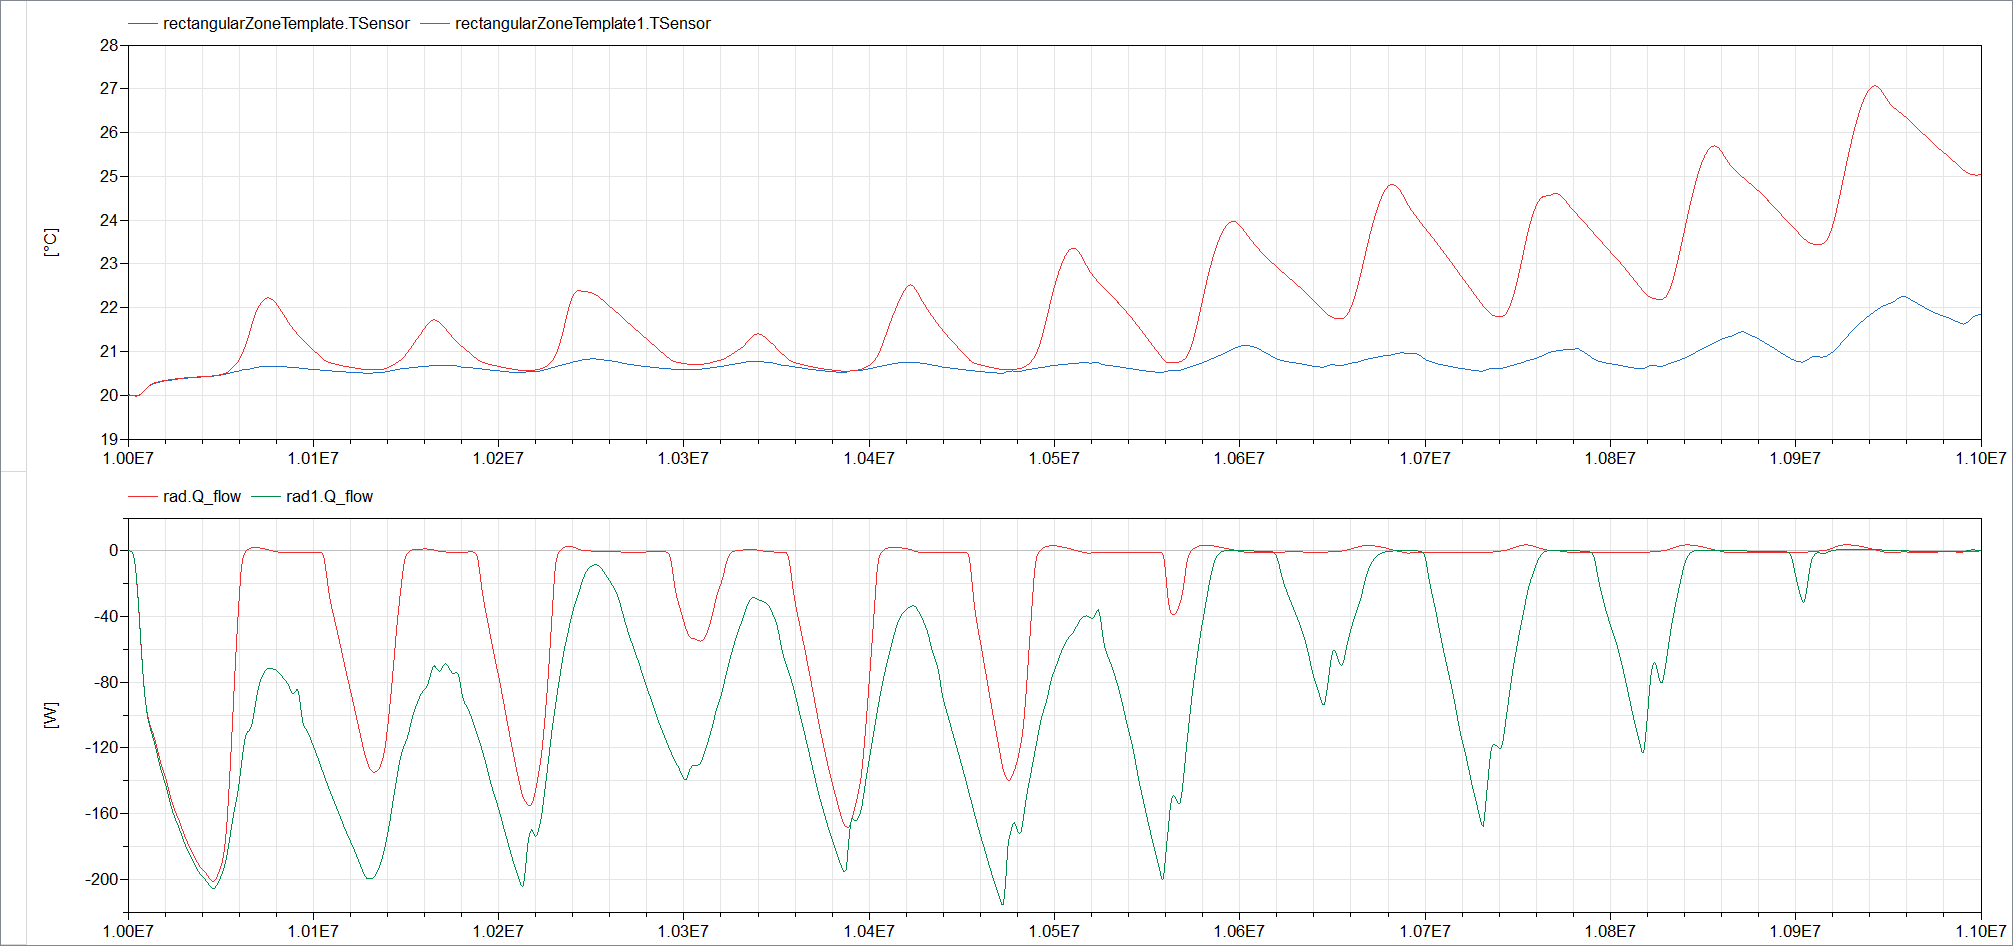 rectangularZoneTemplate.TSensor rectangularZoneTemplate1.TSensor
28
27
26
25
24
23
22
21
20
19
[°C]
1.00E7 1.01E7 1.02E7 1.03E7 1.04E7 1.05E7 1.06E7 1.07E7 1.08E7 1.09E7 1.10E7
rad.Q_flow rad1.Q_flow
0
-40
-80
-120
-160
-200
[W]
1.00E7 1.01E7 1.02E7 1.03E7 1.04E7 1.05E7 1.06E7 1.07E7 1.08E7 1.09E7 1.10E7